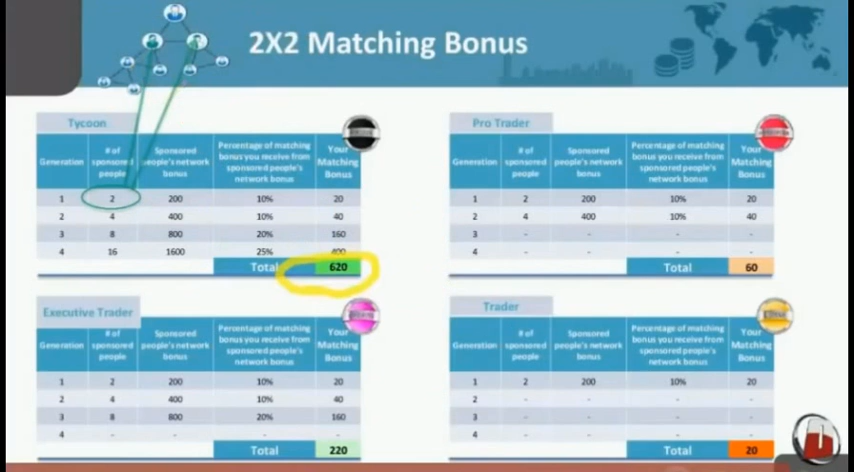 2X2 Matching Bonus
Tycoon
Generation | # of sponsored people | Sponsored people's network bonus | Percentage of matching bonus you receive from sponsored people's network bonus | Your Matching Bonus
1 | 2 | 200 | 10% | 20
2 | 4 | 400 | 10% | 40
3 | 8 | 800 | 20% | 160
4 | 16 | 1600 | 25% | 400
Total | 620
Pro Trader
Generation | # of sponsored people | Sponsored people's network bonus | Percentage of matching bonus you receive from sponsored people's network bonus | Your Matching Bonus
1 | 2 | 200 | 10% | 20
2 | 4 | 400 | 10% | 40
3 | - | - | - | -
4 | - | - | - | -
Total | 60
Executive Trader
Generation | # of sponsored people | Sponsored people's network bonus | Percentage of matching bonus you receive from sponsored people's network bonus | Your Matching Bonus
1 | 2 | 200 | 10% | 20
2 | 4 | 400 | 10% | 40
3 | 8 | 800 | 20% | 160
4 | - | - | - | -
Total | 220
Trader
Generation | # of sponsored people | Sponsored people's network bonus | Percentage of matching bonus you receive from sponsored people's network bonus | Your Matching Bonus
1 | 2 | 200 | 10% | 20
2 | - | - | - | -
3 | - | - | - | -
4 | - | - | - | -
Total | 20